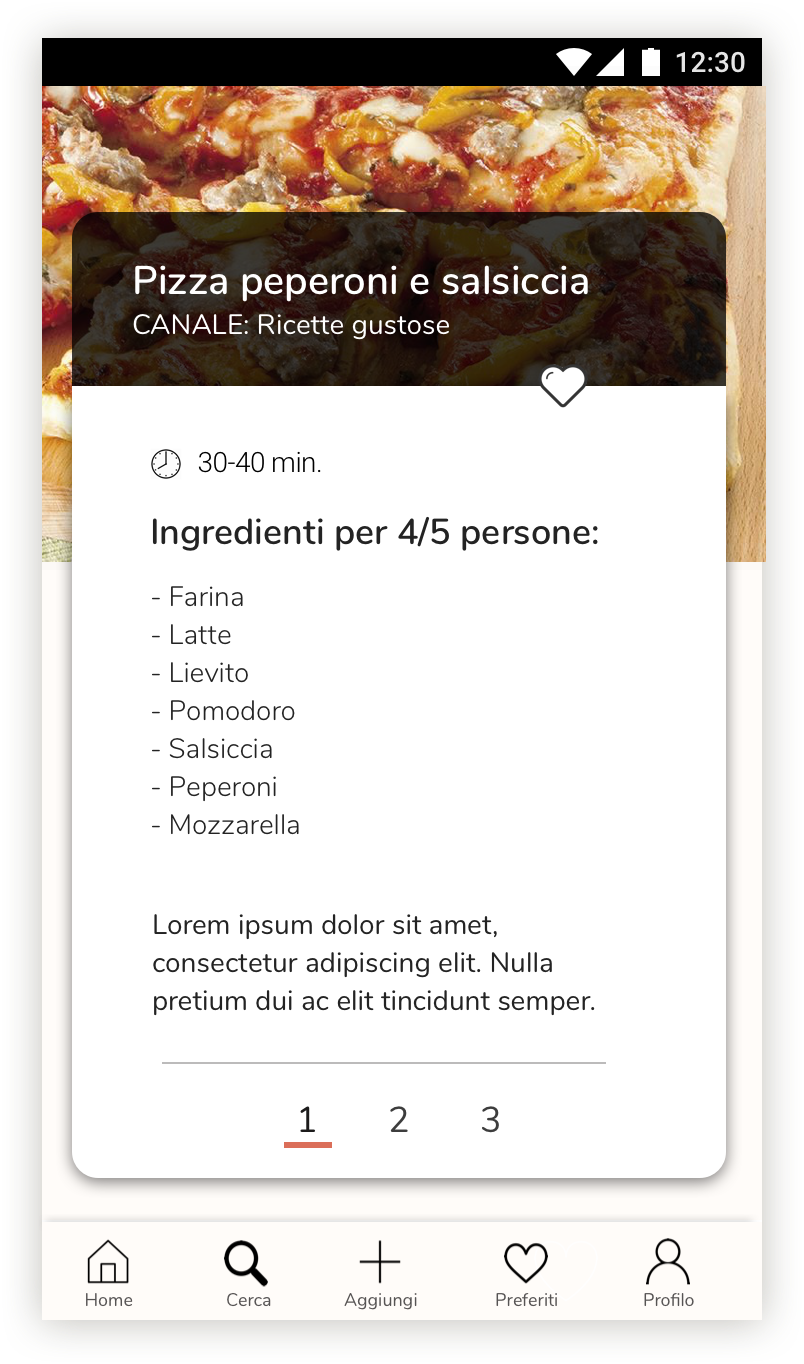 12:30
Pizza peperoni e salsiccia
CANALE: Ricette gustose
30-40 min.
Ingredienti per 4/5 persone:
- Farina
- Latte
- Lievito
- Pomodoro
- Salsiccia
- Peperoni
- Mozzarella
Lorem ipsum dolor sit amet,
consectetur adipiscing elit. Nulla
pretium dui ac elit tincidunt semper.
1 2 3
Home Cerca Aggiungi Preferiti Profilo